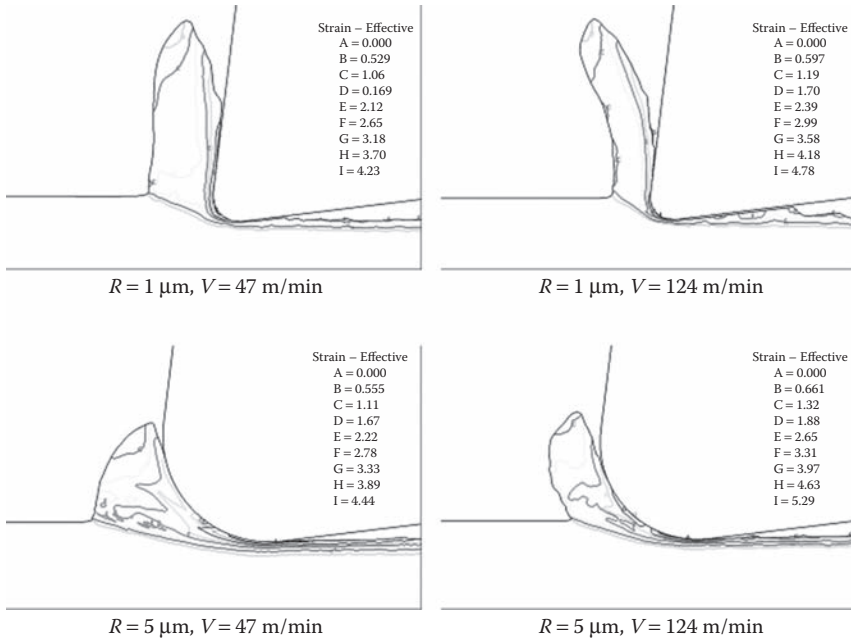 Strain – Effective
A = 0.000
B = 0.529
C = 1.06
D = 0.169
E = 2.12
F = 2.65
G = 3.18
H = 3.70
I = 4.23
R = 1 μm, V = 47 m/min
Strain – Effective
A = 0.000
B = 0.597
C = 1.19
D = 1.70
E = 2.39
F = 2.99
G = 3.58
H = 4.18
I = 4.78
R = 1 μm, V = 124 m/min
Strain – Effective
A = 0.000
B = 0.555
C = 1.11
D = 1.67
E = 2.22
F = 2.78
G = 3.33
H = 3.89
I = 4.44
R = 5 μm, V = 47 m/min
Strain – Effective
A = 0.000
B = 0.661
C = 1.32
D = 1.88
E = 2.65
F = 3.31
G = 3.97
H = 4.63
I = 5.29
R = 5 μm, V = 124 m/min